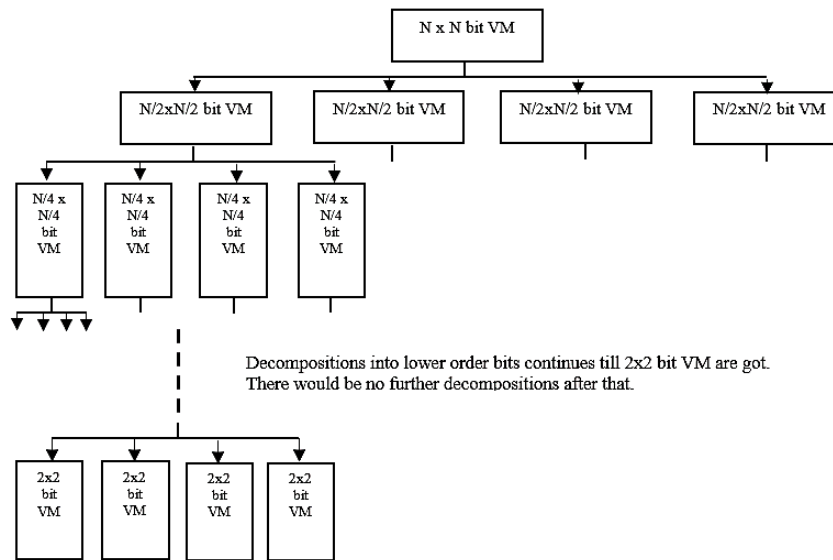 N x N bit VM
N/2xN/2 bit VM
N/2xN/2 bit VM
N/2xN/2 bit VM
N/2xN/2 bit VM
N/4 x
N/4
bit
VM
N/4 x
N/4
bit
VM
N/4 x
N/4
bit
VM
N/4 x
N/4
bit
VM
Decompositions into lower order bits continues till 2x2 bit VM are got.
There would be no further decompositions after that.
2x2
bit
VM
2x2
bit
VM
2x2
bit
VM
2x2
bit
VM